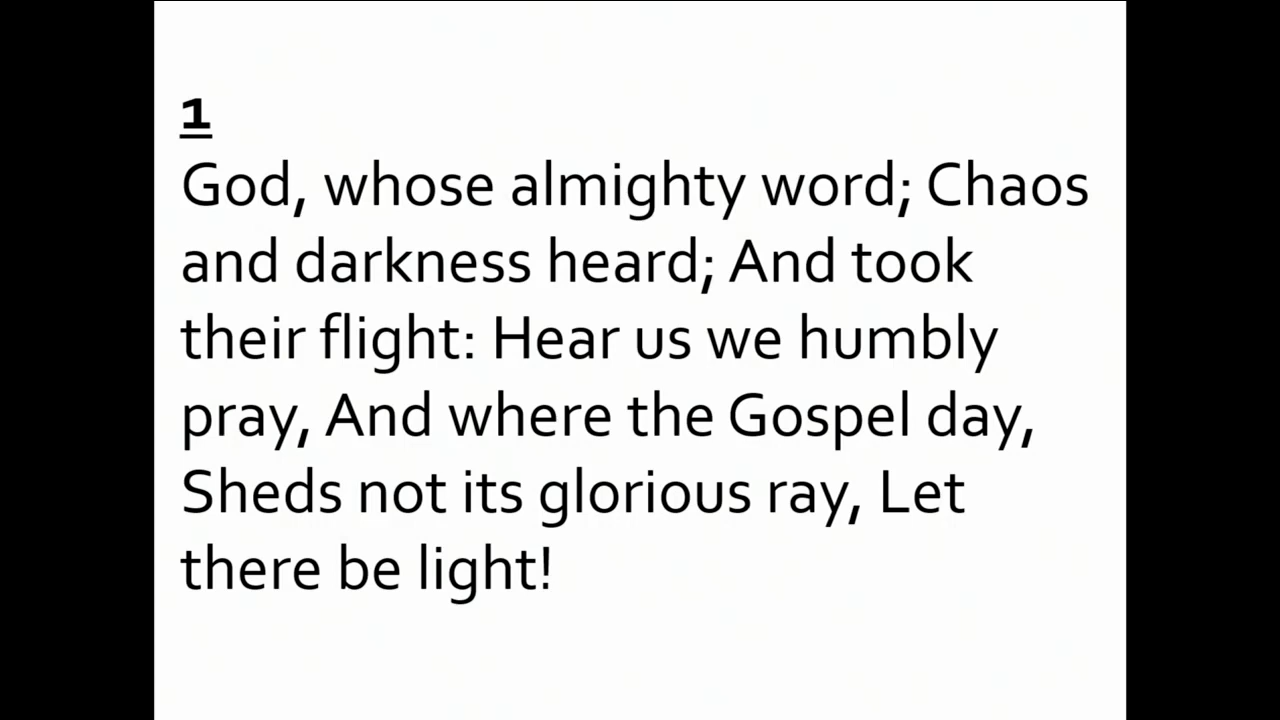 1
God, whose almighty word; Chaos
and darkness heard; And took
their flight: Hear us we humbly
pray, And where the Gospel day,
Sheds not its glorious ray, Let
there be light!